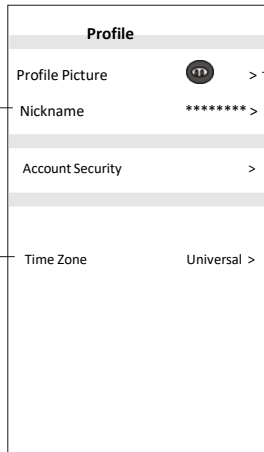 Profile
Profile Picture >
Nickname ******** >
Account Security >
Time Zone Universal >